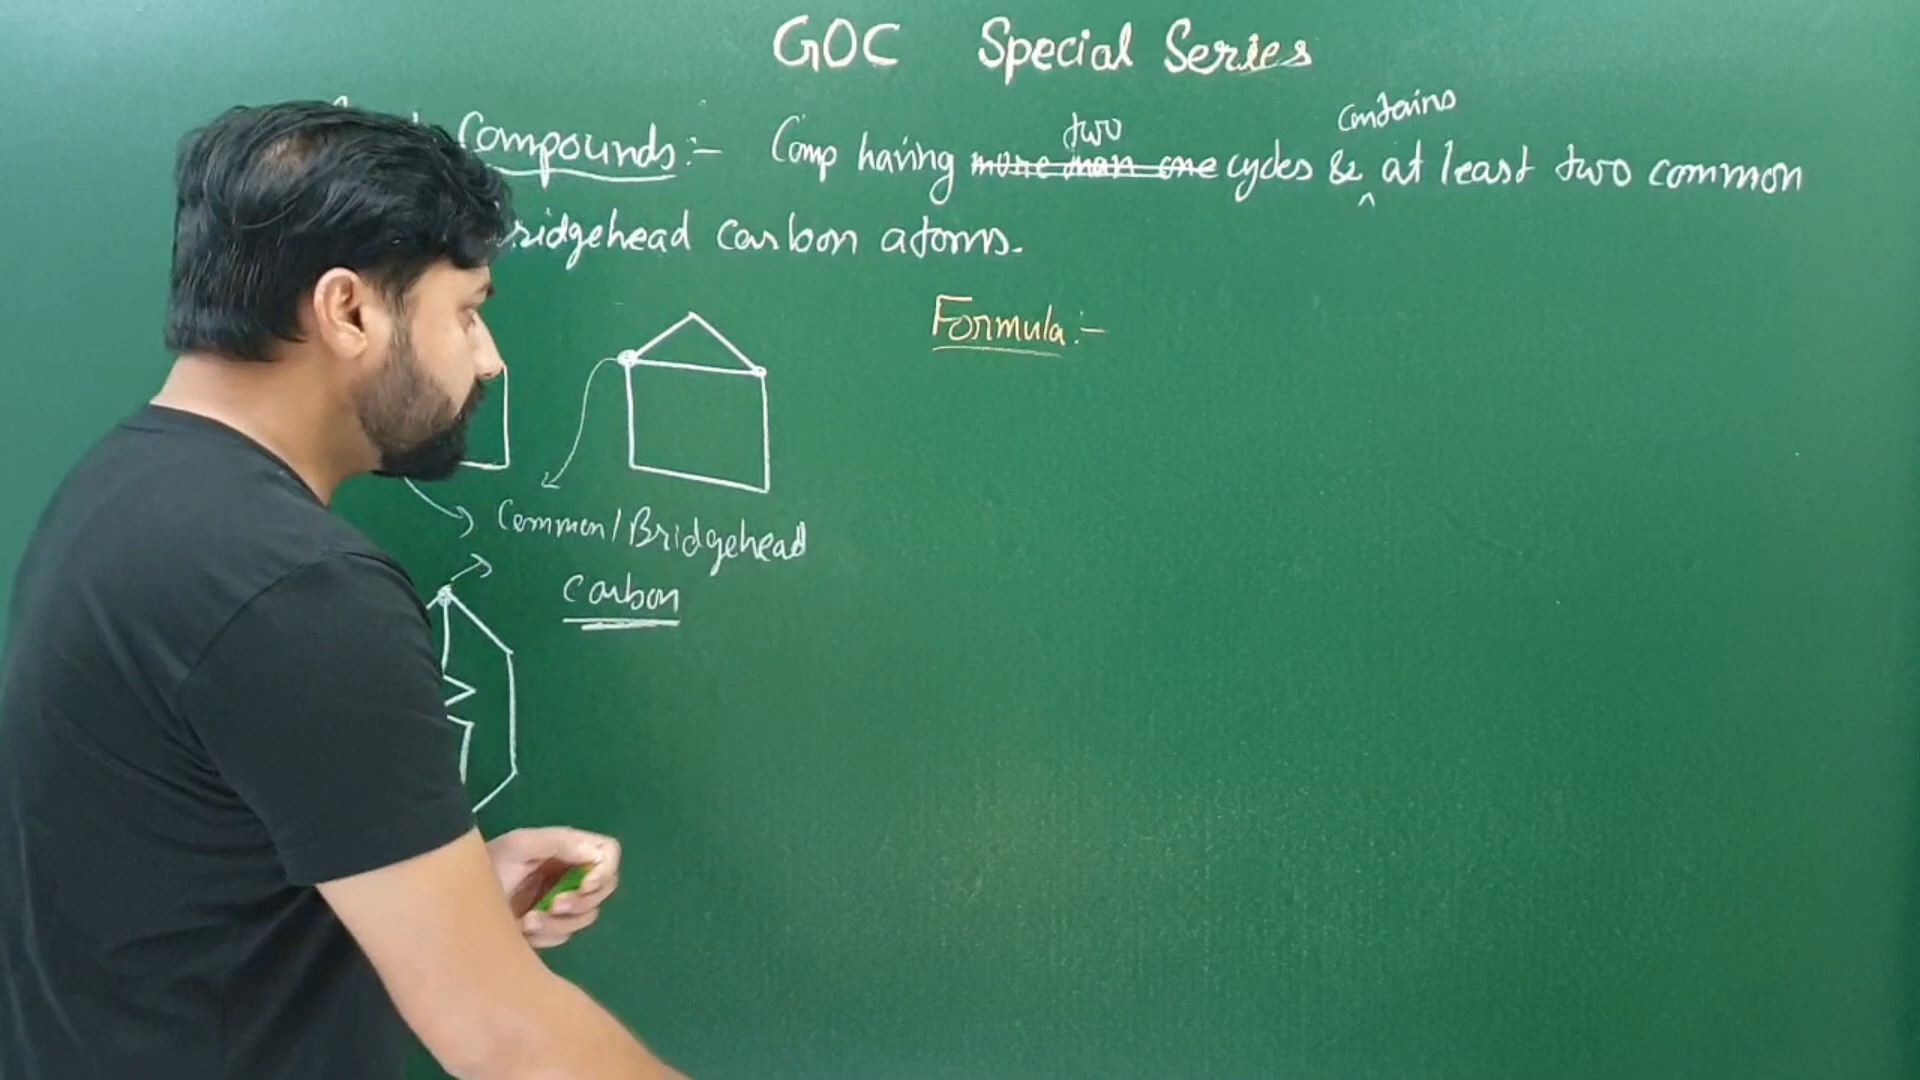 GOC Special Series
Compounds:- Comp having more than one two cycles & contains at least two common
ridgehead carbon atoms.
Formula:-
Common/Bridgehead
Carbon